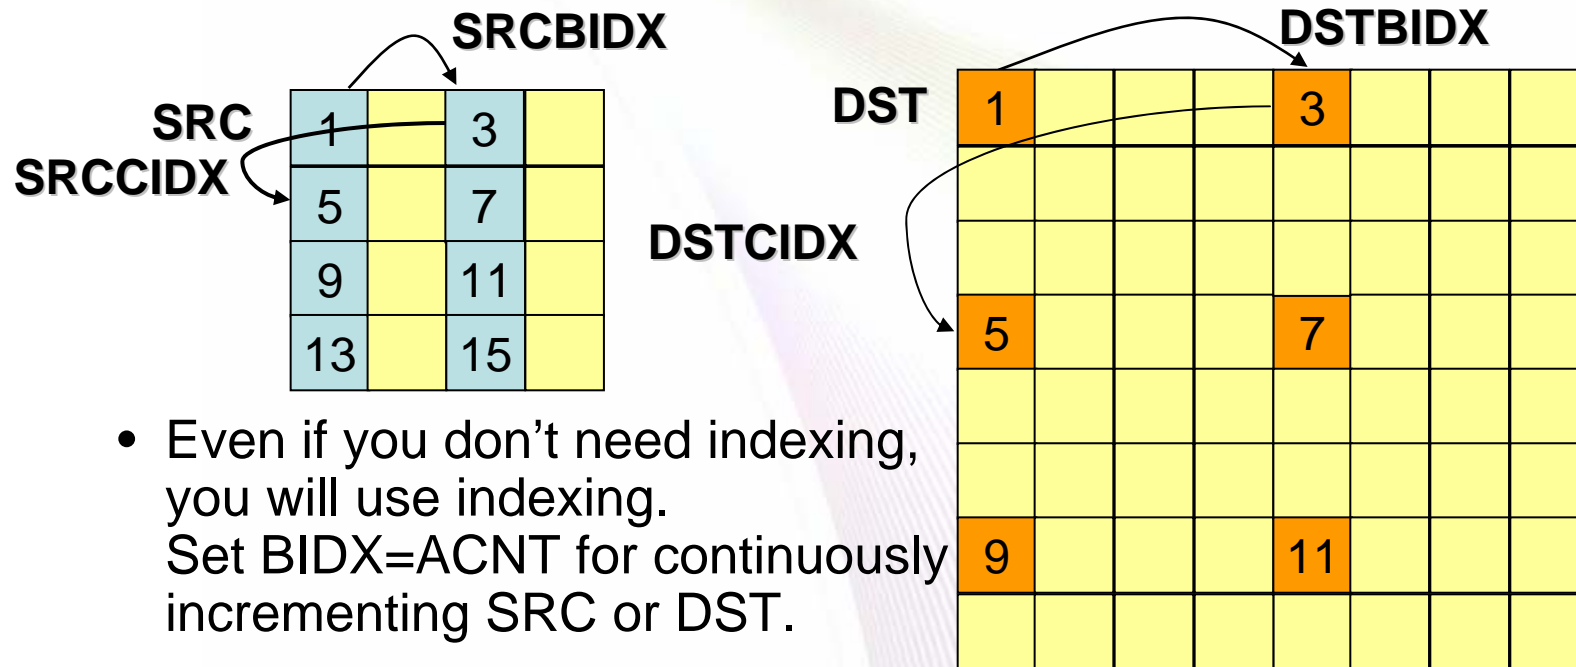 SRCBIDX
SRC
SRCCIDX
1 3
5 7
9 11
13 15
DSTBIDX
DST
DSTCIDX
1 3
5 7
9 11
• Even if you don't need indexing,
you will use indexing.
Set BIDX=ACNT for continuously
incrementing SRC or DST.